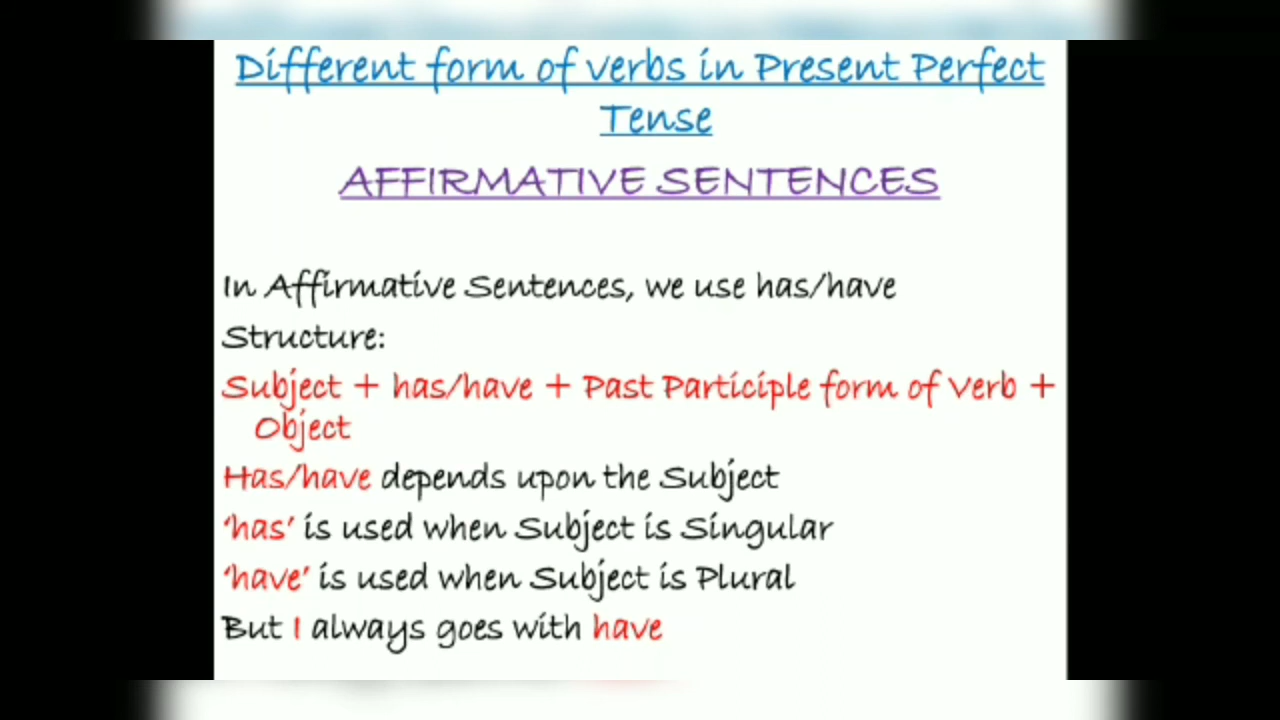 Different form of verbs in Present Perfect
Tense
AFFIRMATIVE SENTENCES
In Affirmative Sentences, we use has/have
Structure:
Subject + has/have + Past Participle form of Verb +
Object
Has/have depends upon the Subject
‘has’ is used when Subject is Singular
‘have’ is used when Subject is Plural
But I always goes with have